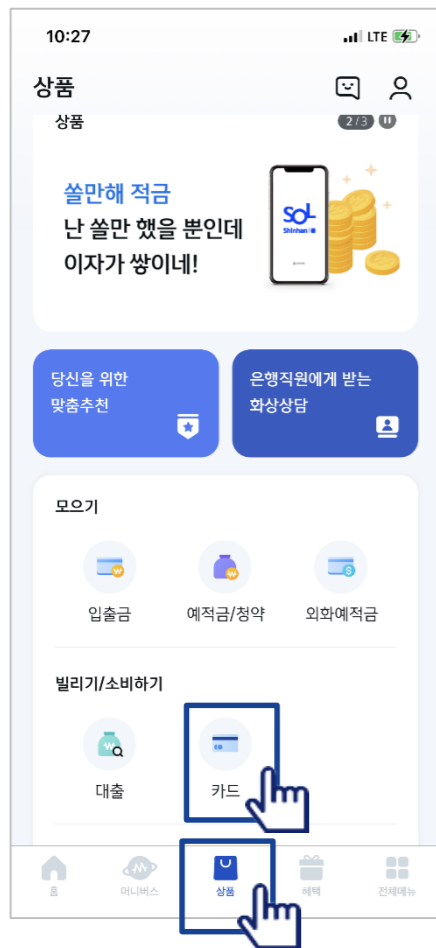 10:27
LTE
상품
상품
2/3
쏠만해 적금
난 쏠만 했을 뿐인데
이자가 쌓이네!
SOL
Shinhan
당신을 위한
맞춤추천
은행직원에게 받는
화상상담
모으기
입출금
예적금/청약
외화예적금
빌리기/소비하기
대출
카드
홈
머니버스
상품
혜택
전체메뉴